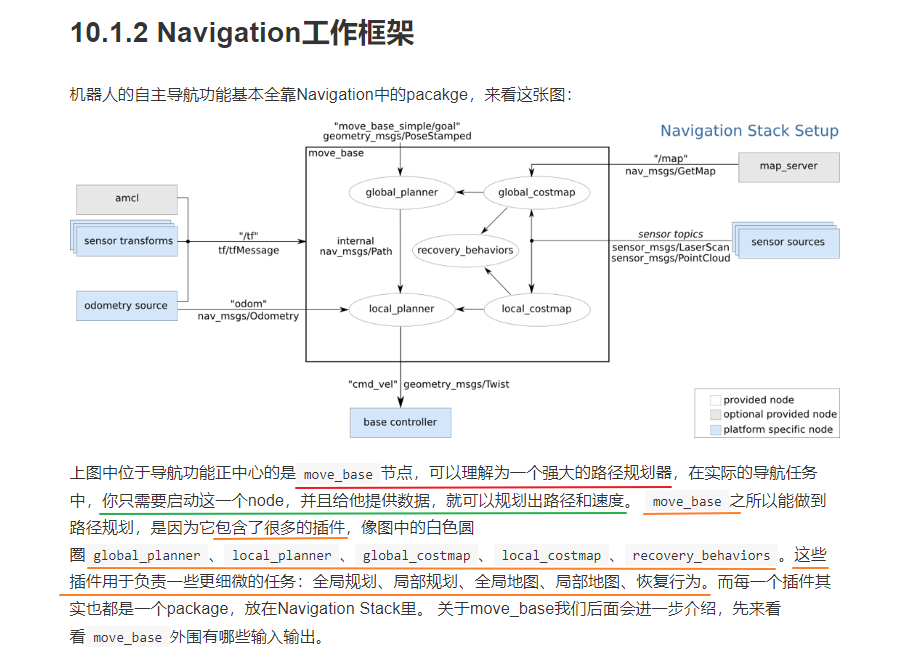 10.1.2 Navigation工作框架
机器人的自主导航功能基本全靠Navigation中的pacakge，来看这张图：
Navigation Stack Setup
"move_base_simple/goal"
geometry_msgs/PoseStamped
move_base
"/map"
nav_msgs/GetMap
map_server
global_planner
global_costmap
amcl
sensor transforms
"/tf"
tf/tfMessage
internal
nav_msgs/Path
recovery_behaviors
sensor topics
sensor_msgs/LaserScan
sensor_msgs/PointCloud
sensor sources
odometry source
"odom"
nav_msgs/Odometry
local_planner
local_costmap
"cmd_vel" geometry_msgs/Twist
base controller
provided node
optional provided node
platform specific node
上图中位于导航功能正中心的是 move_base 节点，可以理解为一个强大的路径规划器，在实际的导航任务
中，你只需要启动这一个node，并且给他提供数据，就可以规划出路径和速度。 move_base 之所以能做到
路径规划，是因为它包含了很多的插件，像图中的白色圆
圈 global_planner 、 local_planner 、 global_costmap 、 local_costmap 、 recovery_behaviors 。这些
插件用于负责一些更细微的任务：全局规划、局部规划、全局地图、局部地图、恢复行为。而每一个插件其
实也都是一个package，放在Navigation Stack里。 关于move_base我们后面会进一步介绍，先来看
看 move_base 外围有哪些输入输出。